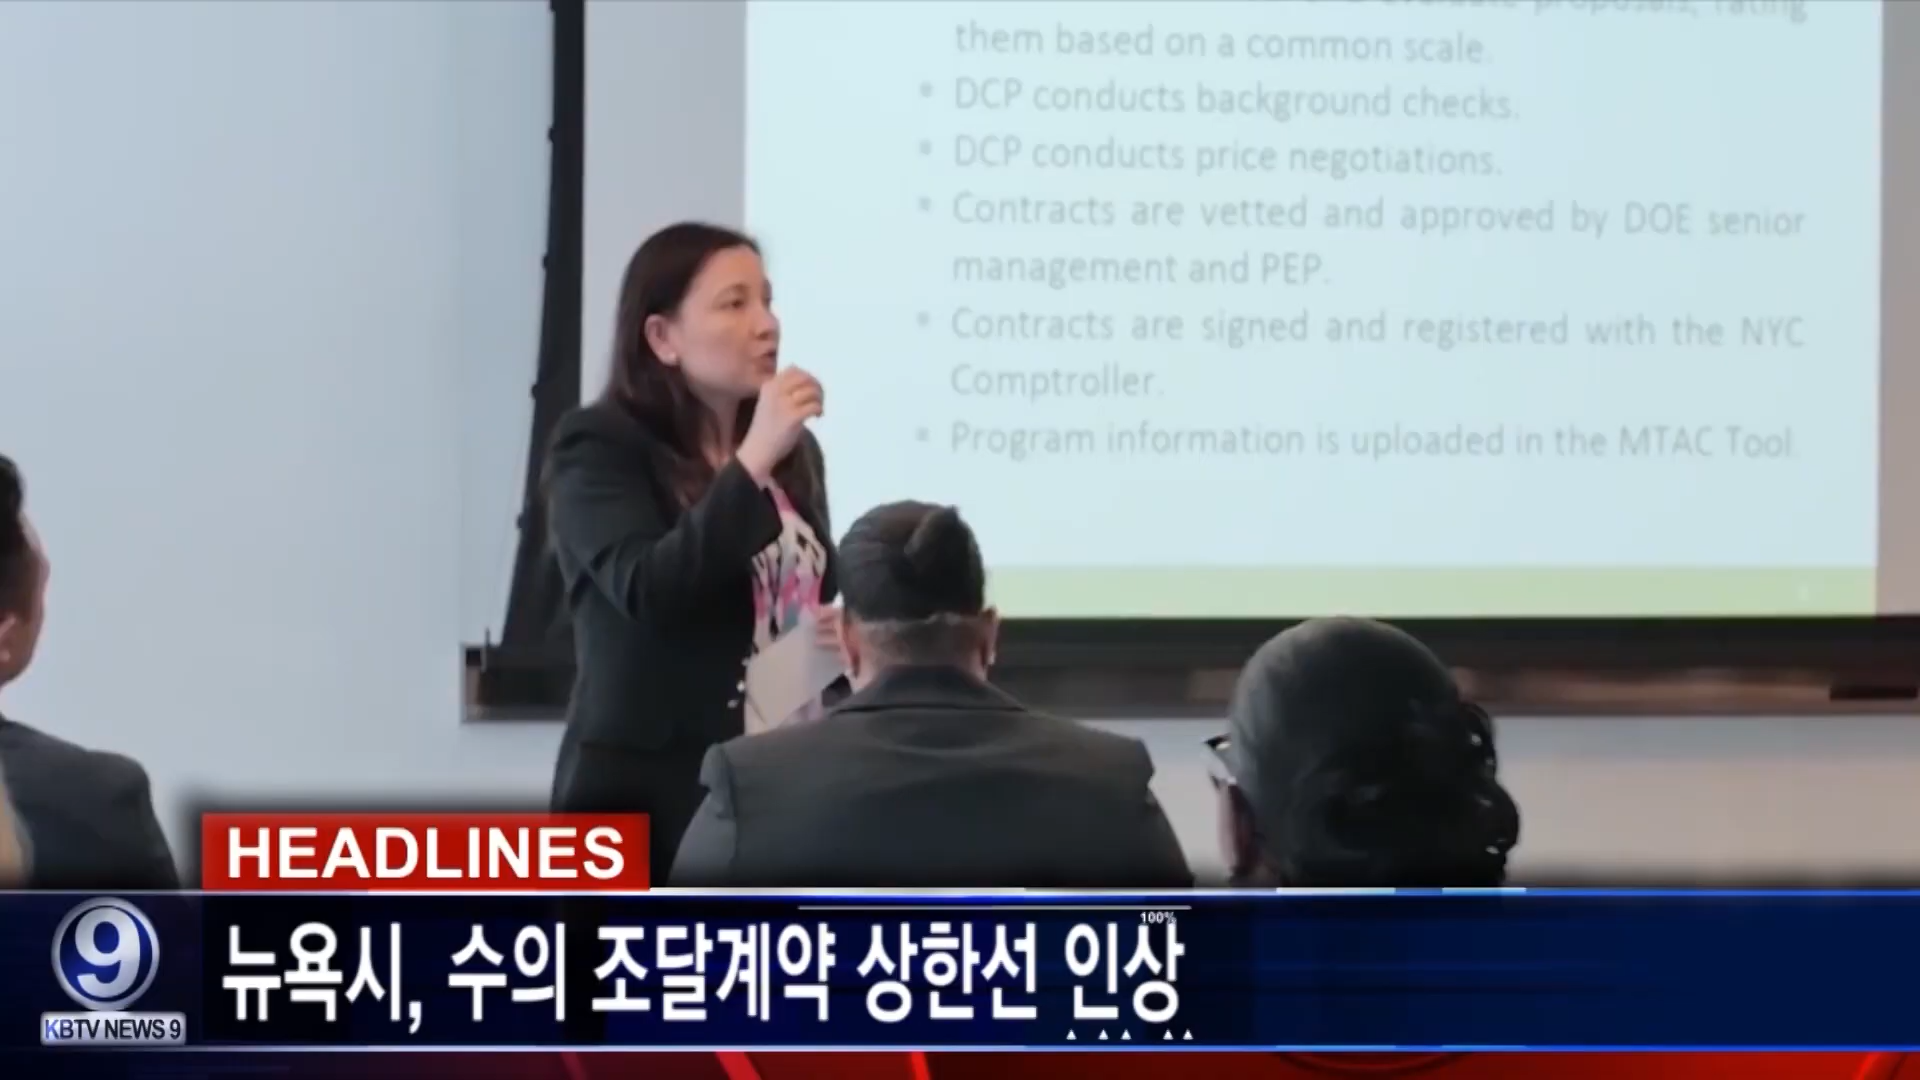 evaluate proposals, rating
them based on a common scale.
DCP conducts background checks.
DCP conducts price negotiations.
Contracts are vetted and approved by DOE senior
management and PEP.
Contracts are signed and registered with the NYC
Comptroller.
Program information is uploaded in the MTAC Tool.
HEADLINES
100%
뉴욕시, 수의 조달계약 상한선 인상
9
KBTV NEWS 9